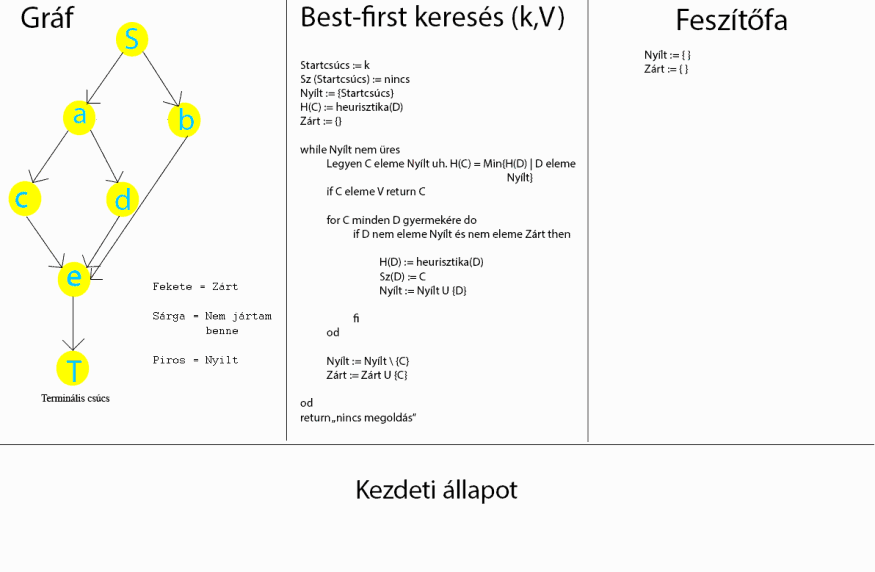 Gráf
S
a
b
c
d
e
T
Terminális csúcs
Fekete = Zárt
Sárga = Nem jártam
benne
Piros = Nyilt
Best-first keresés (k,V)
Startcsúcs := k
Sz (Startcsúcs) := nincs
Nyílt := {Startcsúcs}
H(C) := heurisztika(D)
Zárt := {}
while Nyílt nem üres
Legyen C eleme Nyílt uh. H(C) = Min{H(D) | D eleme
Nyílt}
if C eleme V return C
for C minden D gyermekére do
if D nem eleme Nyílt és nem eleme Zárt then
H(D) := heurisztika(D)
Sz(D) := C
Nyílt := Nyílt U {D}
fi
od
Nyílt := Nyílt \ {C}
Zárt := Zárt U {C}
od
return „nincs megoldás”
Feszítőfa
Nyílt := { }
Zárt := { }
Kezdeti állapot